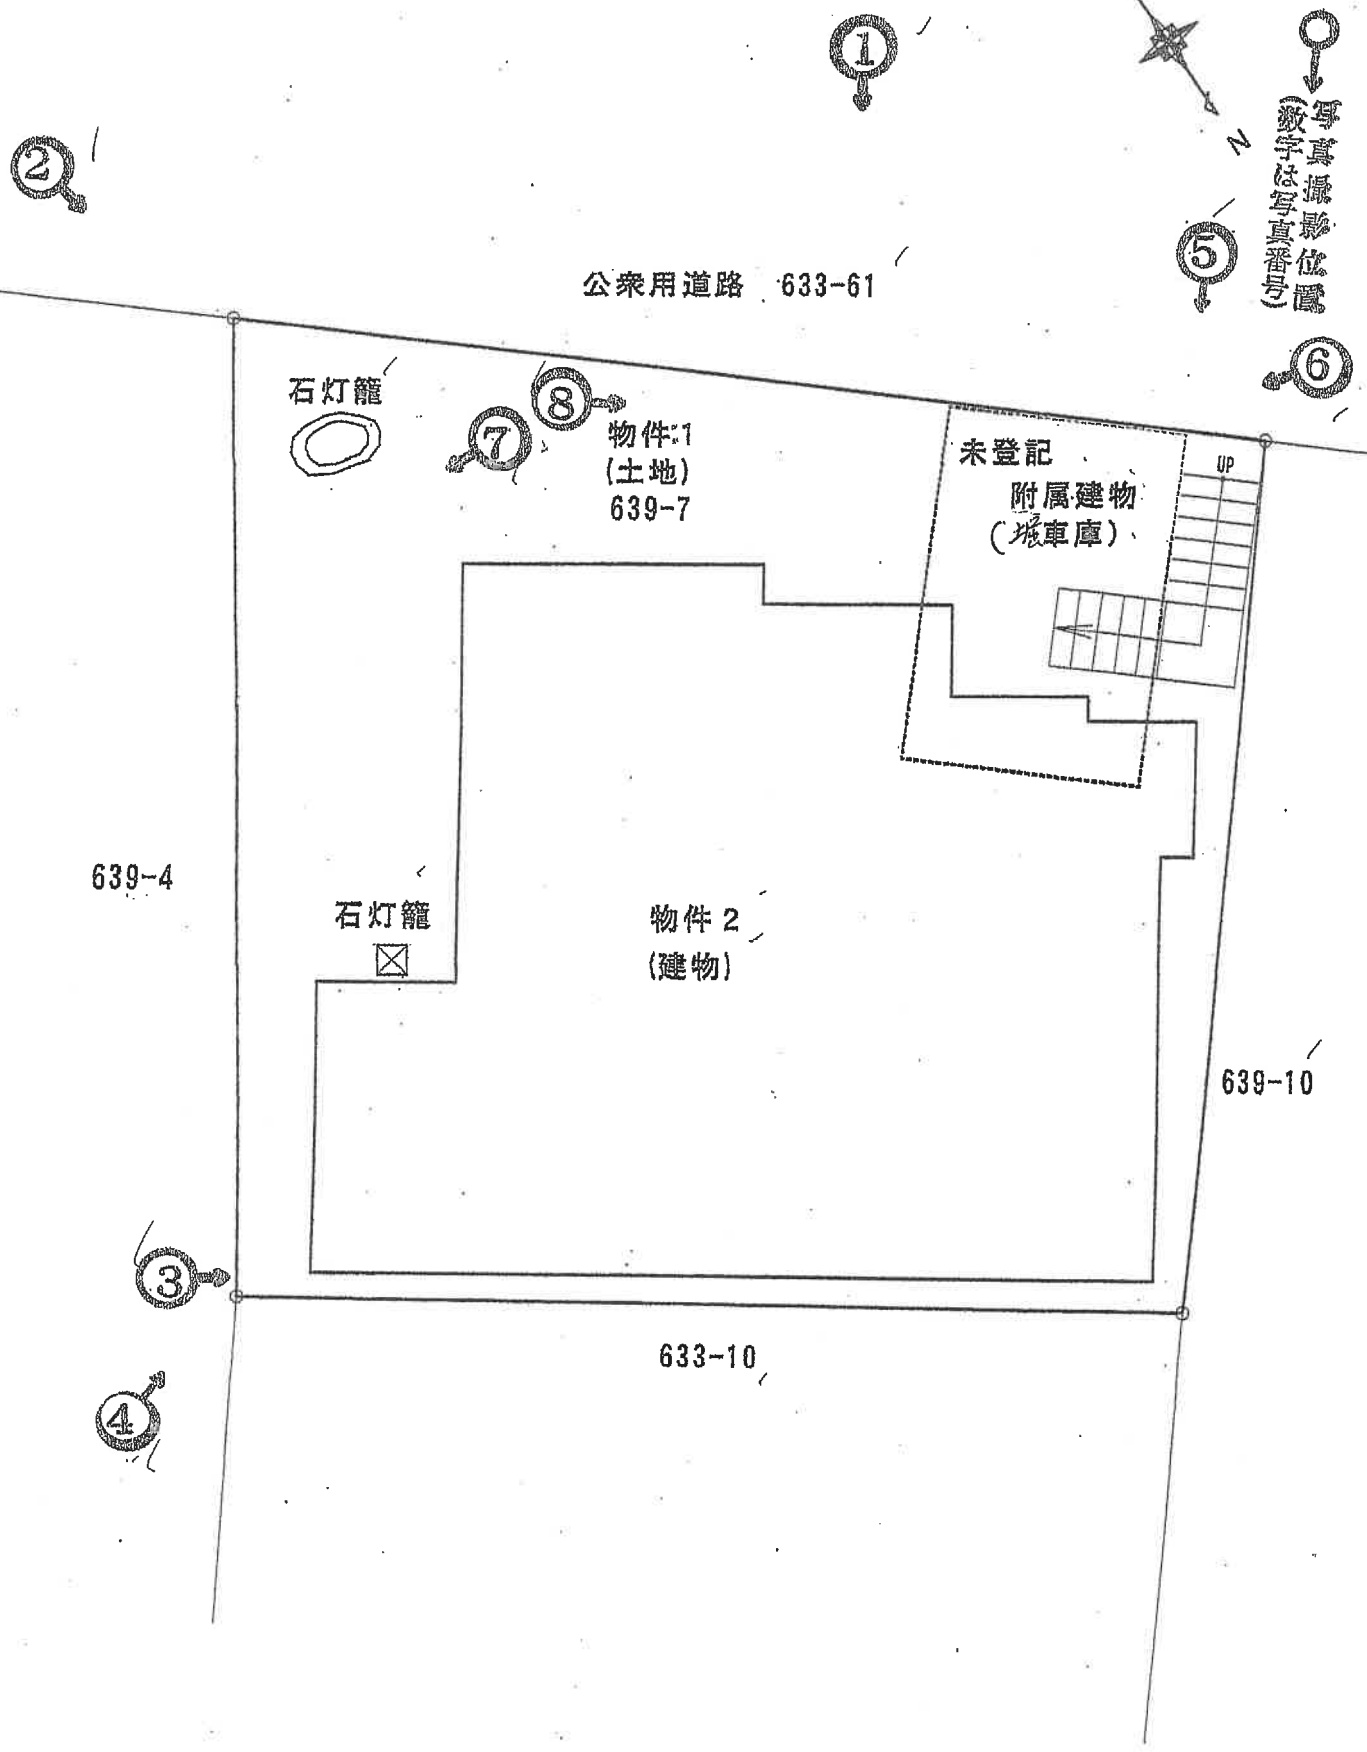 1
2
N
写真撮影位置
(数字は写真番号)
5
公衆用道路 633-61
6
石灯籠
8
7
物件1
(土地)
639-7
未登記
附属建物
(堀車庫)
UP
639-4
石灯籠
物件2
(建物)
639-10
3
633-10
4